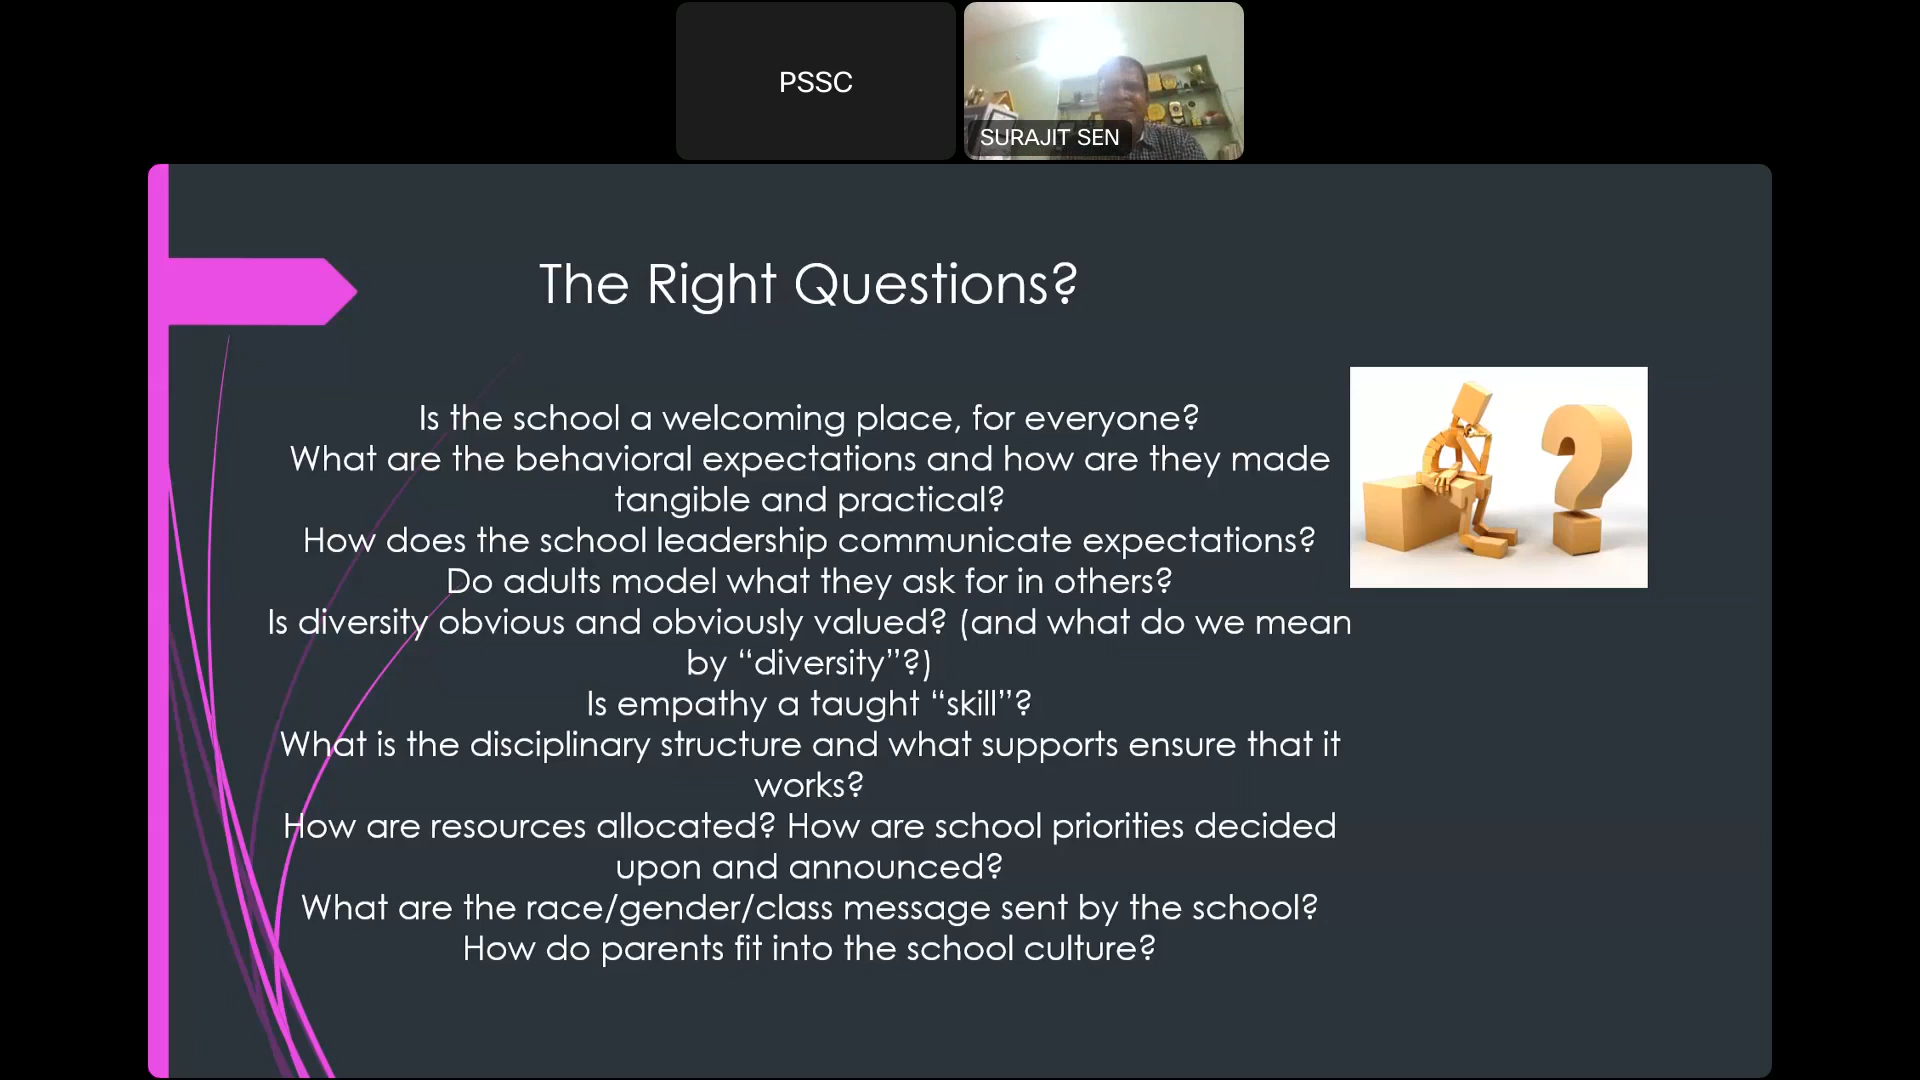 PSSC
SURAJIT SEN
The Right Questions?
Is the school a welcoming place, for everyone?
What are the behavioral expectations and how are they made
tangible and practical?
How does the school leadership communicate expectations?
Do adults model what they ask for in others?
Is diversity obvious and obviously valued? (and what do we mean
by “diversity”?)
Is empathy a taught “skill”?
What is the disciplinary structure and what supports ensure that it
works?
How are resources allocated? How are school priorities decided
upon and announced?
What are the race/gender/class message sent by the school?
How do parents fit into the school culture?